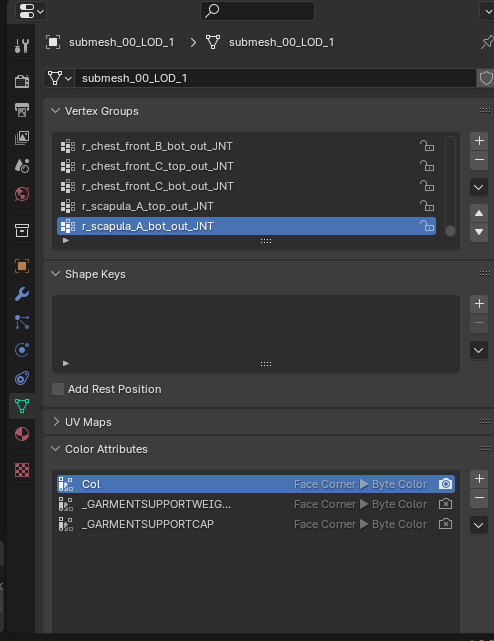 submesh_00_LOD_1 submesh_00_LOD_1
submesh_00_LOD_1
Vertex Groups
r_chest_front_B_bot_out_JNT
r_chest_front_C_top_out_JNT
r_chest_front_C_bot_out_JNT
r_scapula_A_top_out_JNT
r_scapula_A_bot_out_JNT
Shape Keys
Add Rest Position
UV Maps
Color Attributes
Col Face Corner ▶ Byte Color
_GARMENTSUPPORTWEIG... Face Corner ▶ Byte Color
_GARMENTSUPPORTCAP Face Corner ▶ Byte Color